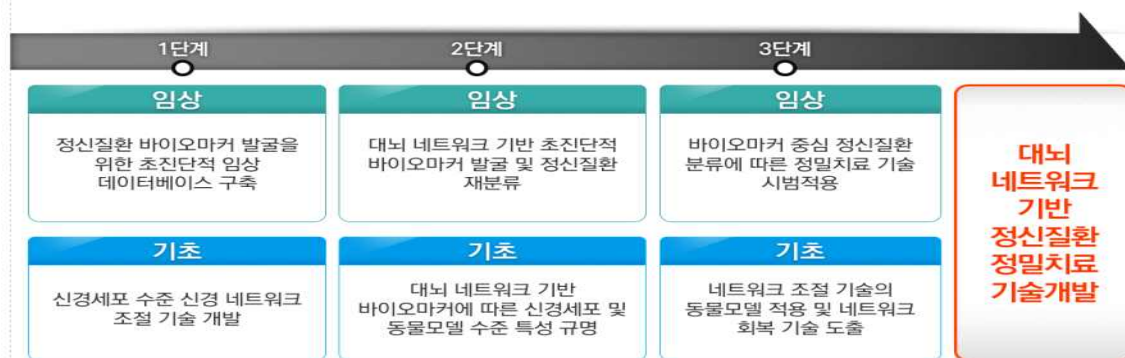 1단계
2단계
3단계
임상
정신질환 바이오마커 발굴을
위한 초진단적 임상
데이터베이스 구축
임상
대뇌 네트워크 기반 초진단적
바이오마커 발굴 및 정신질환
재분류
임상
바이오마커 중심 정신질환
분류에 따른 정밀치료 기술
시범적용
기초
신경세포 수준 신경 네트워크
조절 기술 개발
기초
대뇌 네트워크 기반
바이오마커에 따른 신경세포 및
동물모델 수준 특성 규명
기초
네트워크 조절 기술의
동물모델 적용 및 네트워크
회복 기술 도출
대뇌
네트워크
기반
정신질환
정밀치료
기술개발